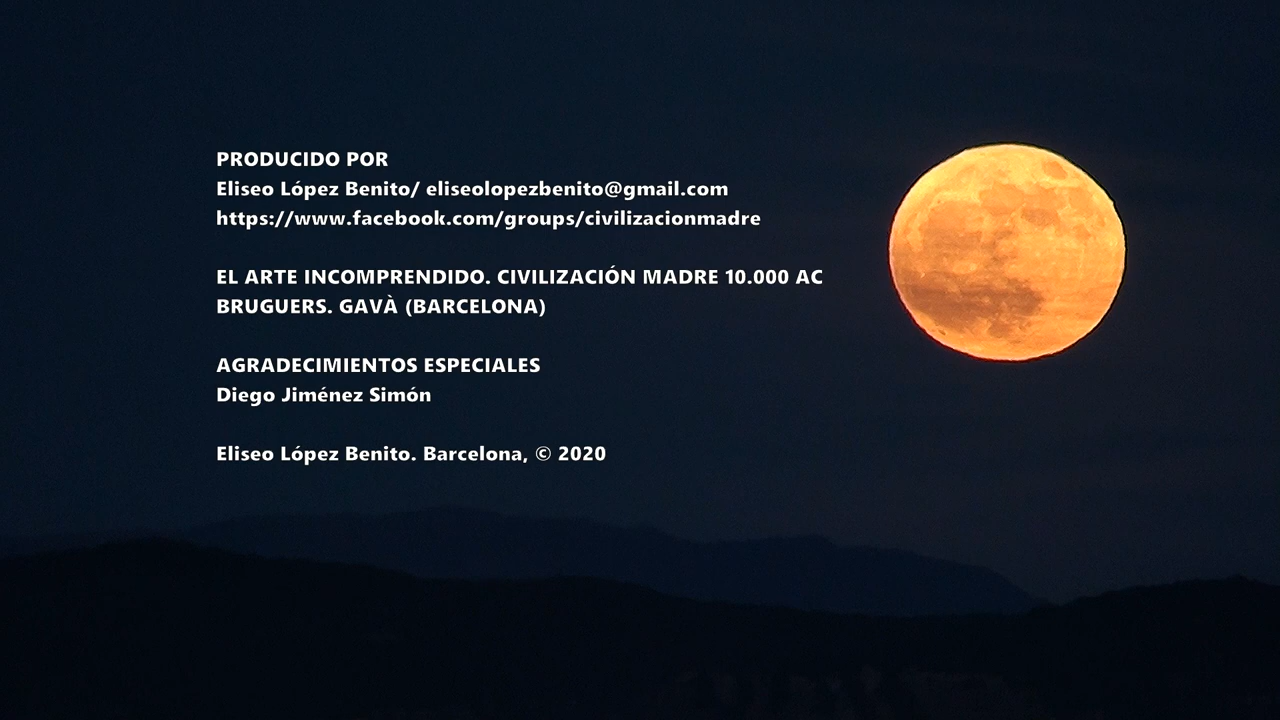 PRODUCIDO POR
Eliseo López Benito/ eliseolopezbenito@gmail.com
https://www.facebook.com/groups/civilizacionmadre
EL ARTE INCOMPRENDIDO. CIVILIZACIÓN MADRE 10.000 AC
BRUGUERS. GAVÀ (BARCELONA)
AGRADECIMIENTOS ESPECIALES
Diego Jiménez Simón
Eliseo López Benito. Barcelona, © 2020